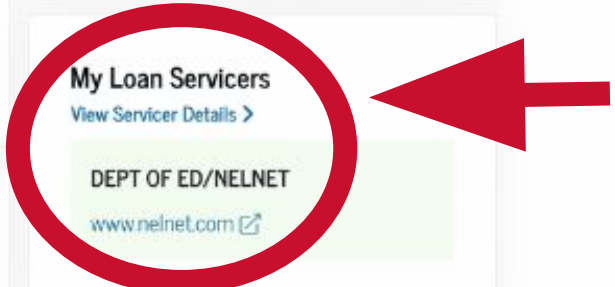 My Loan Servicers
View Servicer Details >
DEPT OF ED/NELNET
www.nelnet.com